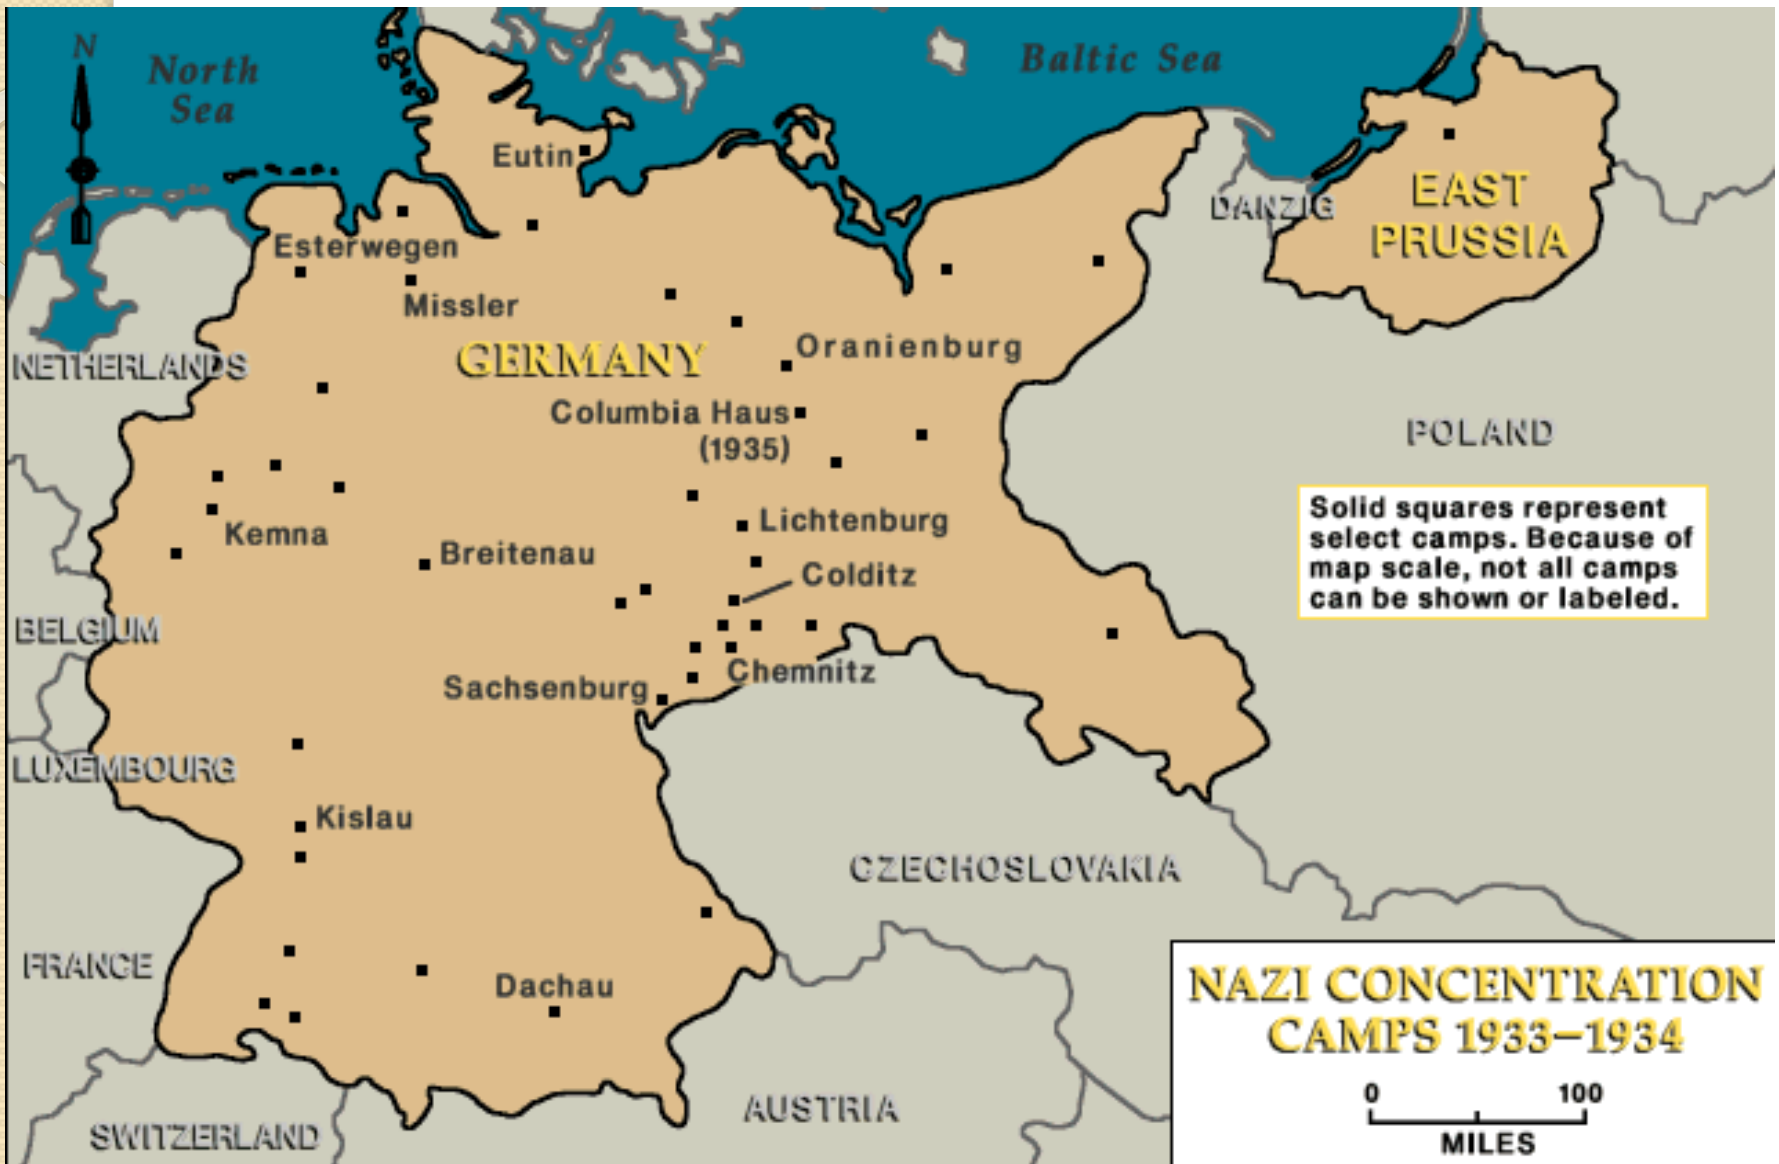 N
North
Sea
Baltic Sea
Eutin
DANZIG
EAST
PRUSSIA
Esterwegen
Missler
NETHERLANDS
GERMANY
Oranienburg
Columbia Haus
(1935)
POLAND
Solid squares represent
select camps. Because of
map scale, not all camps
can be shown or labeled.
Kemna
Lichtenburg
Breitenau
Colditz
BELGIUM
Chemnitz
Sachsenburg
LUXEMBOURG
Kislau
CZECHOSLOVAKIA
FRANCE
Dachau
NAZI CONCENTRATION
CAMPS 1933–1934
0 100
MILES
AUSTRIA
SWITZERLAND